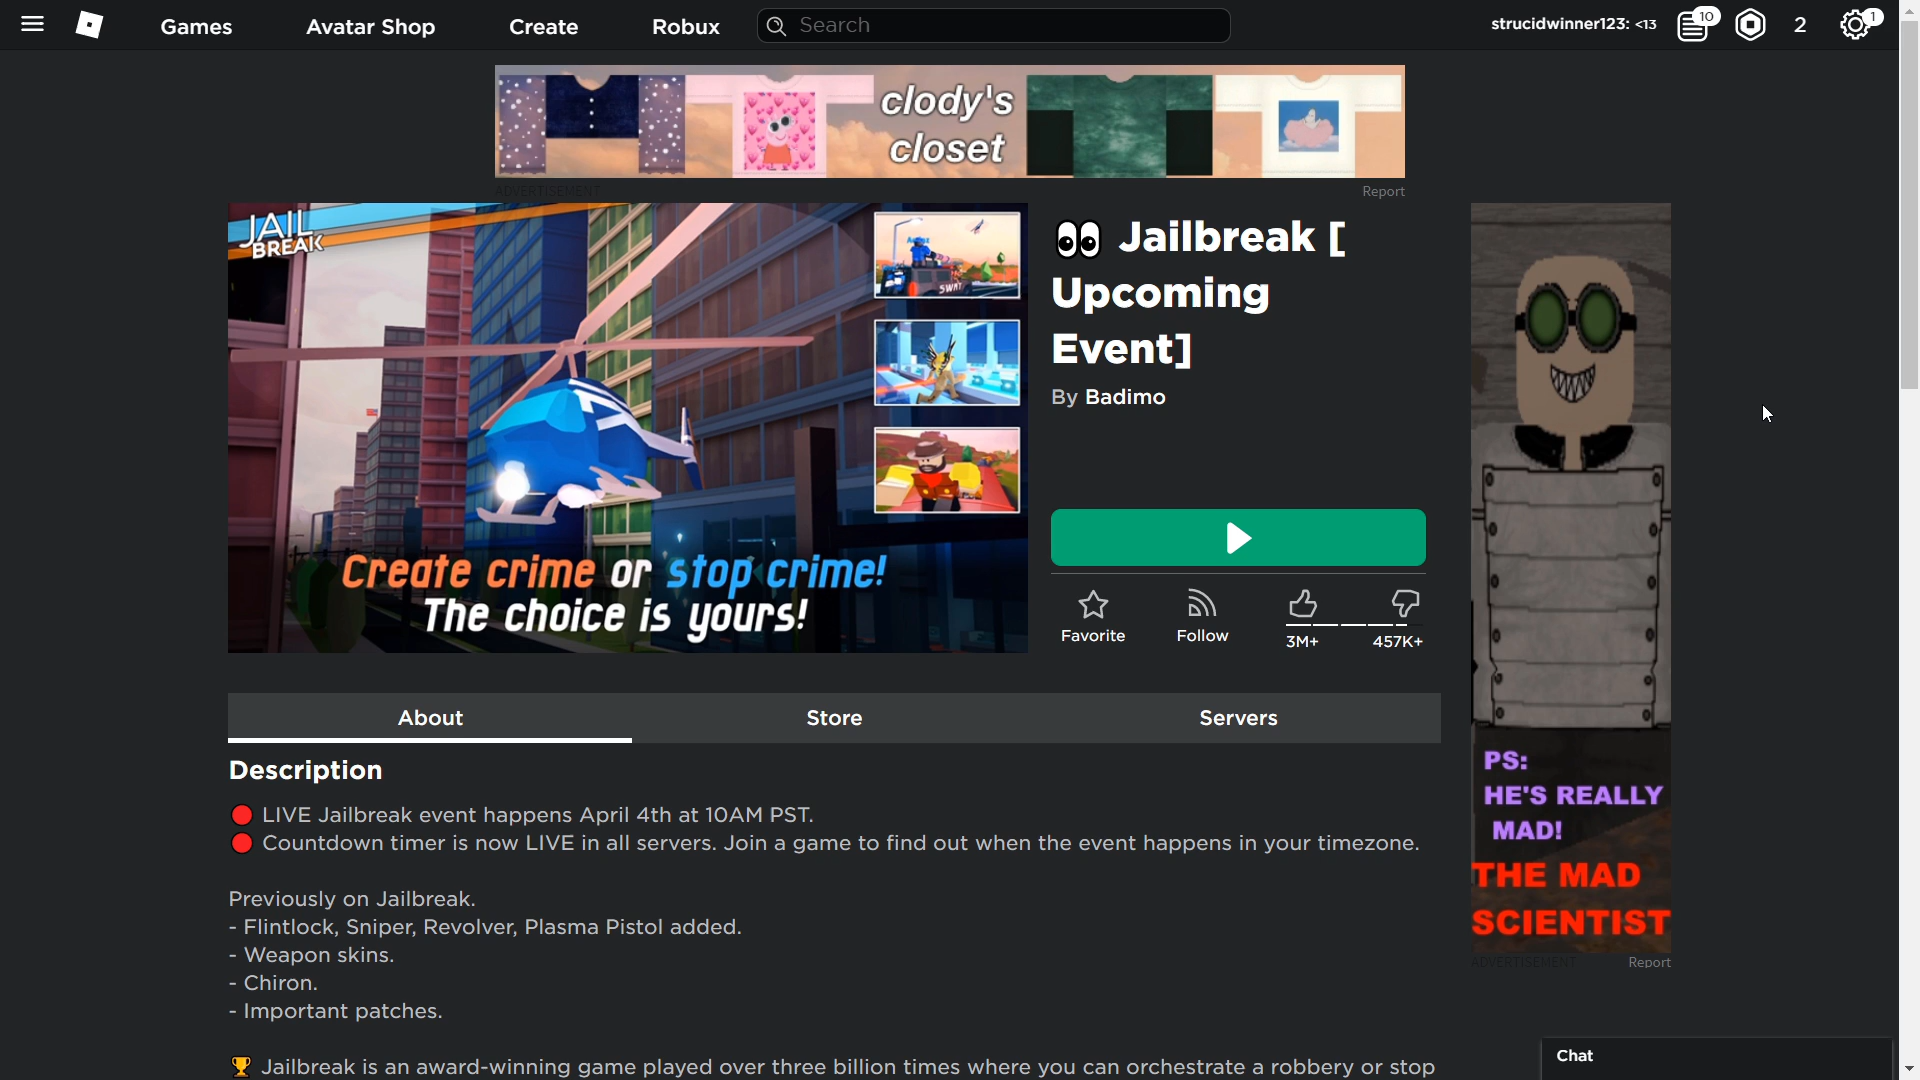 Games
Avatar Shop
Create
Robux
Search
strucidwinner123: <13
10
2
1
clody's
closet
ADVERTISEMENT
Report
JAIL
BREAK
SWAT
Create crime or stop crime!
The choice is yours!
Jailbreak [
Upcoming
Event]
By Badimo
Favorite
Follow
3M+
457K+
About
Store
Servers
Description
LIVE Jailbreak event happens April 4th at 10AM PST.
Countdown timer is now LIVE in all servers. Join a game to find out when the event happens in your timezone.
Previously on Jailbreak.
- Flintlock, Sniper, Revolver, Plasma Pistol added.
- Weapon skins.
- Chiron.
- Important patches.
Jailbreak is an award-winning game played over three billion times where you can orchestrate a robbery or stop
PS:
HE'S REALLY
MAD!
THE MAD
SCIENTIST
ADVERTISEMENT
Report
Chat